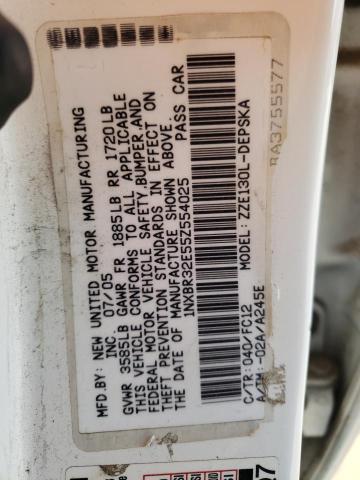 MFD.BY: NEW UNITED MOTOR MANUFACTURING
INC. 07/05
GVWR 3585LB GAWR FR 1885LB RR 1720LB
THIS VEHICLE CONFORMS TO ALL APPLICABLE
FEDERAL MOTOR VEHICLE SAFETY,BUMPER,AND
THEFT PREVENTION STANDARDS IN EFFECT ON
THE DATE OF MANUFACTURE SHOWN ABOVE.
1NXBR32E55Z554025 PASS CAR
C/TR: 040/FC12 MODEL: ZZE130L-DEPSKA
A/TM: -02A/A245E
RA3755577